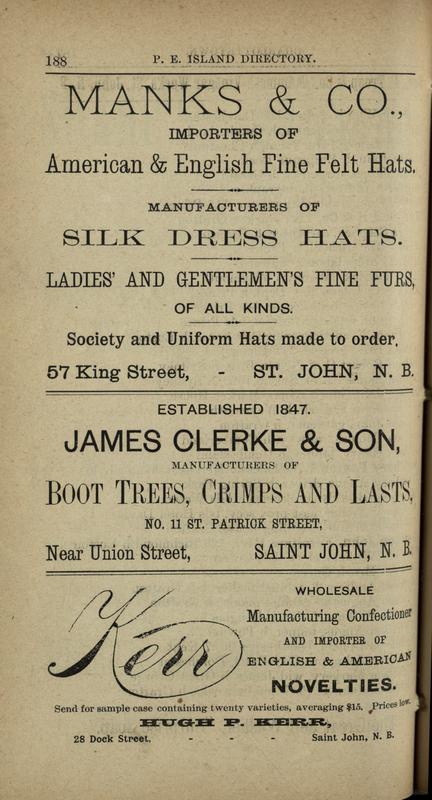 188 P. E. ISLAND DIRECTORY.
MANKS & CO.,
IMPORTERS OF
American & English Fine Felt Hats.
MANUFACTURERS OF
SILK DRESS HATS.
LADIES' AND GENTLEMEN'S FINE FURS,
OF ALL KINDS.
Society and Uniform Hats made to order.
57 King Street, - ST. JOHN, N. B.
ESTABLISHED 1847.
JAMES CLERKE & SON,
MANUFACTURERS OF
BOOT TREES, CRIMPS AND LASTS,
NO. 11 ST. PATRICK STREET,
Near Union Street, SAINT JOHN, N. B.
Kerr
WHOLESALE
Manufacturing Confectioner
AND IMPORTER OF
ENGLISH & AMERICAN
NOVELTIES.
Send for sample case containing twenty varieties, averaging $15. Prices low.
HUGH P. KERR,
28 Dock Street. - - - Saint John, N. B.